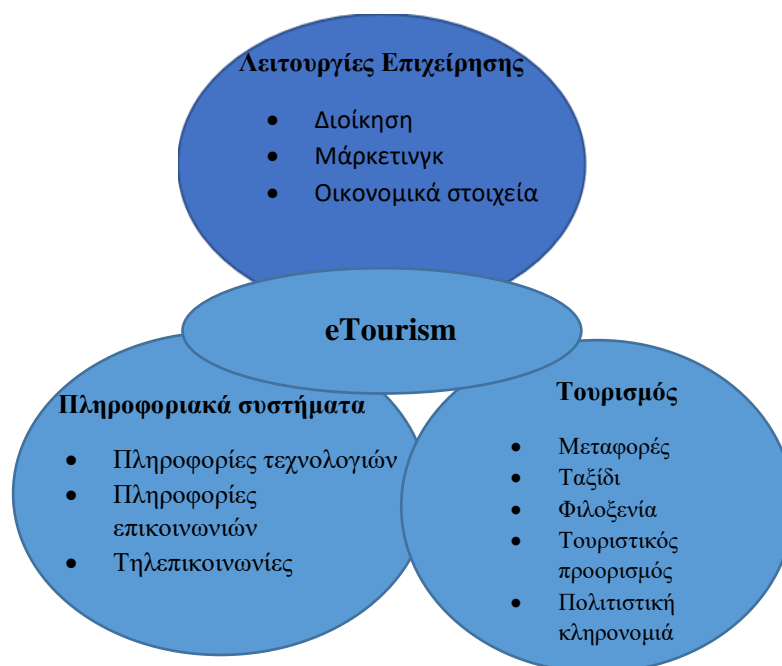 Λειτουργίες Επιχείρησης
• Διοίκηση
• Μάρκετινγκ
• Οικονομικά στοιχεία
eTourism
Πληροφοριακά συστήματα
• Πληροφορίες τεχνολογιών
• Πληροφορίες
επικοινωνιών
• Τηλεπικοινωνίες
Τουρισμός
• Μεταφορές
• Ταξίδι
• Φιλοξενία
• Τουριστικός
προορισμός
• Πολιτιστική
κληρονομιά